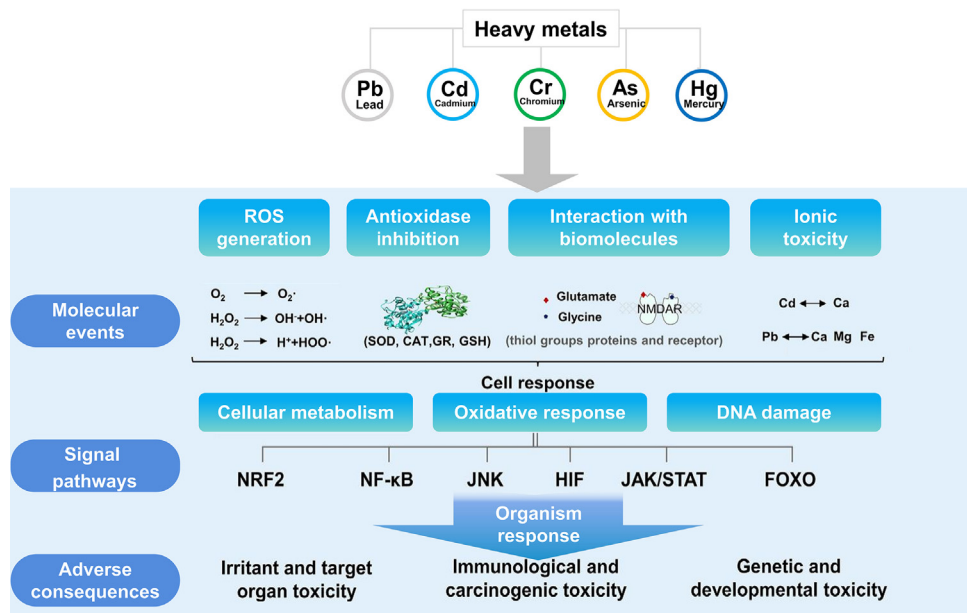 Heavy metals
Pb Cd Cr As Hg
Lead Cadmium Chromium Arsenic Mercury
ROS generation
Antioxidase inhibition
Interaction with biomolecules
Ionic toxicity
Molecular events
O₂ → O₂·
H₂O₂ → OH⁻+OH·
H₂O₂ → H⁺+HOO·
(SOD, CAT,GR, GSH)
Glutamate
Glycine
NMDAR
(thiol groups proteins and receptor)
Cd ↔ Ca
Pb ↔ Ca Mg Fe
Cell response
Cellular metabolism
Oxidative response
DNA damage
Signal pathways
NRF2 NF-κB JNK HIF JAK/STAT FOXO
Organism response
Adverse consequences
Irritant and target organ toxicity
Immunological and carcinogenic toxicity
Genetic and developmental toxicity